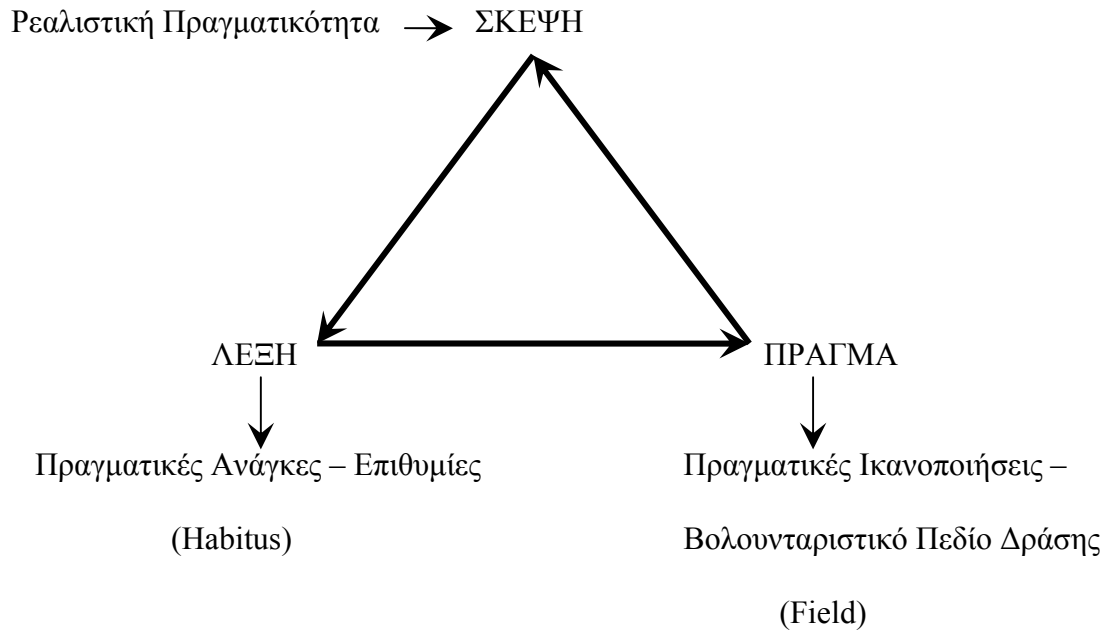 Ρεαλιστική Πραγματικότητα
ΣΚΕΨΗ
ΛΕΞΗ
ΠΡΑΓΜΑ
Πραγματικές Ανάγκες – Επιθυμίες
(Habitus)
Πραγματικές Ικανοποιήσεις –
Βολουνταριστικό Πεδίο Δράσης
(Field)